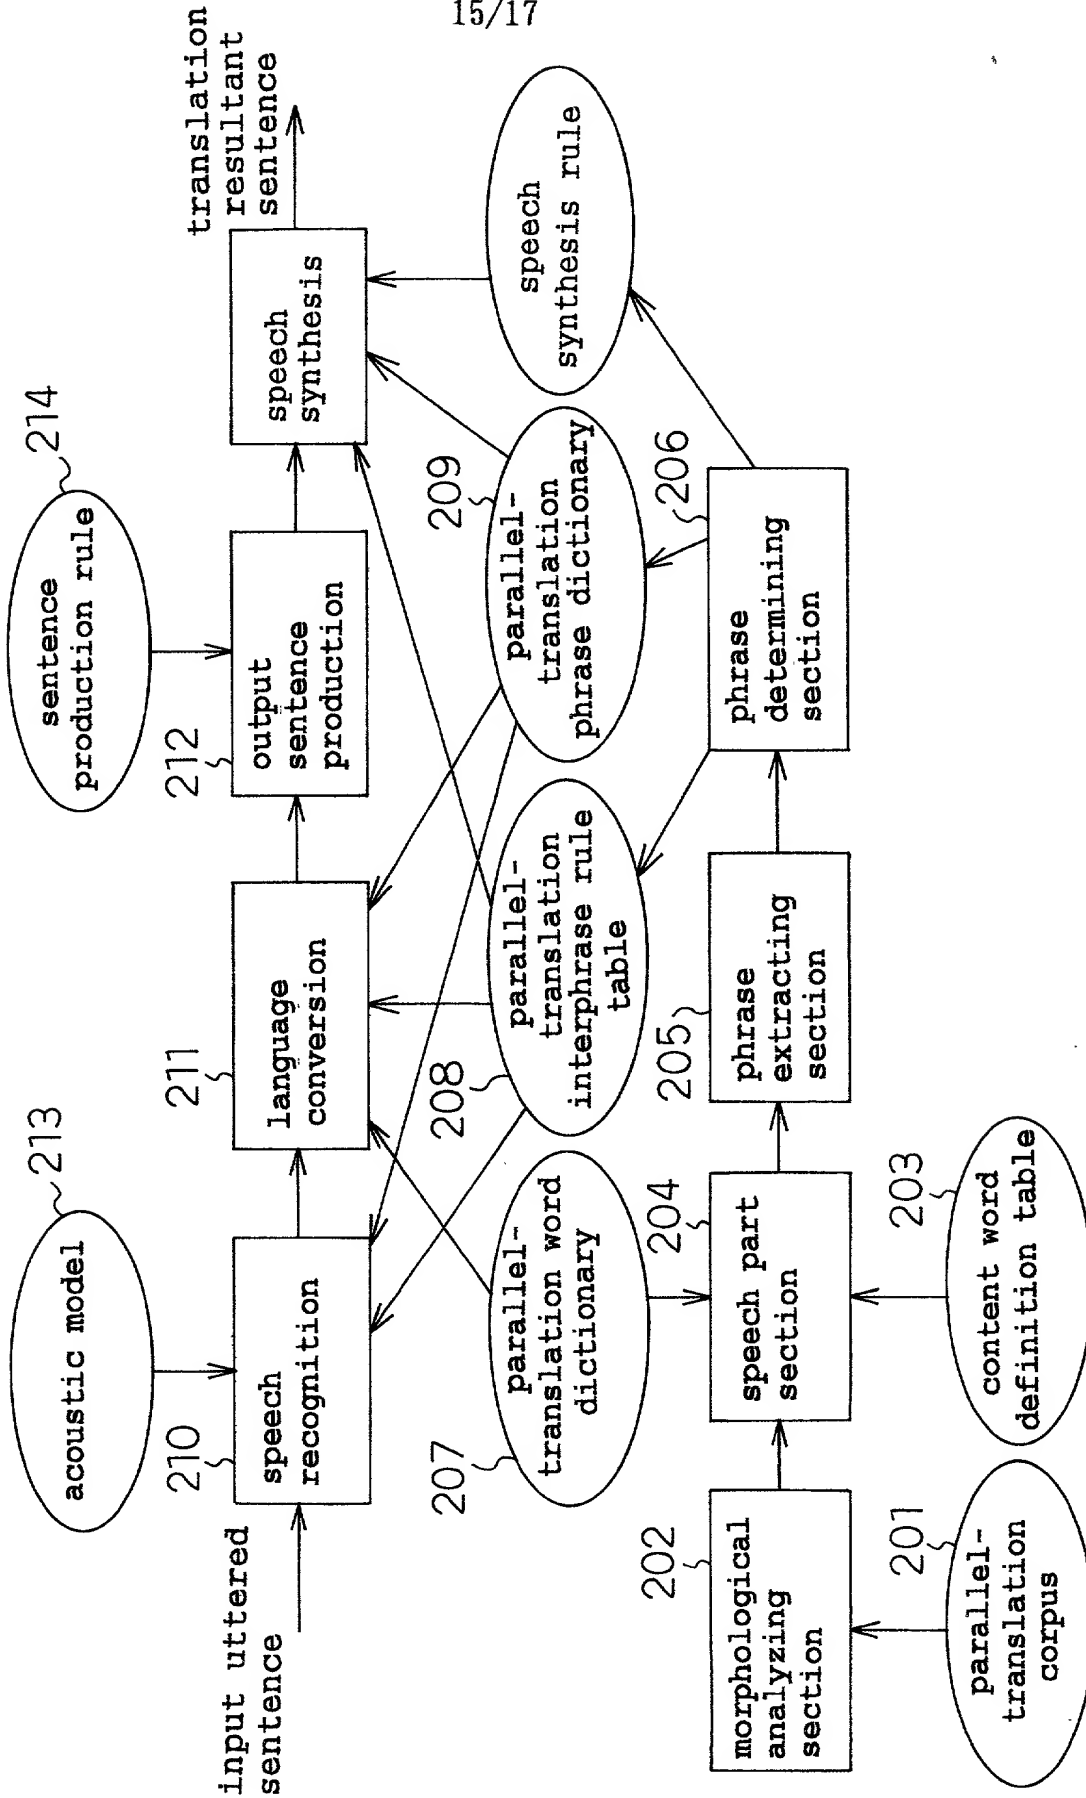 15/17
acoustic model
213
sentence
production rule
214
input uttered
sentence
210
speech
recognition
211
language
conversion
212
output
sentence
production
speech
synthesis
translation
resultant
sentence
207
parallel-
translation word
dictionary
208
parallel-
translation
interphrase rule
table
209
parallel-
translation
phrase dictionary
speech
synthesis rule
202
morphological
analyzing
section
204
speech part
section
205
phrase
extracting
section
206
phrase
determining
section
201
parallel-
translation
corpus
203
content word
definition table